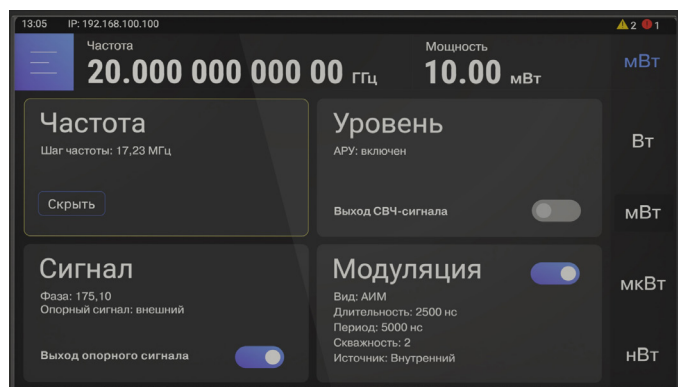 13:05 IP: 192.168.100.100 2 1
Частота
20.000 000 000 000 00 ГГц
Мощность
10.00 мВт
мВт
Частота
Шаг частоты: 17,23 МГц
Скрыть
Уровень
АРУ: включен
Выход СВЧ-сигнала
Сигнал
Фаза: 175,10
Опорный сигнал: внешний
Выход опорного сигнала
Модуляция
Вид: АИМ
Длительность: 2500 нс
Период: 5000 нс
Скважность: 2
Источник: Внутренний
Вт
мВт
мкВт
нВт